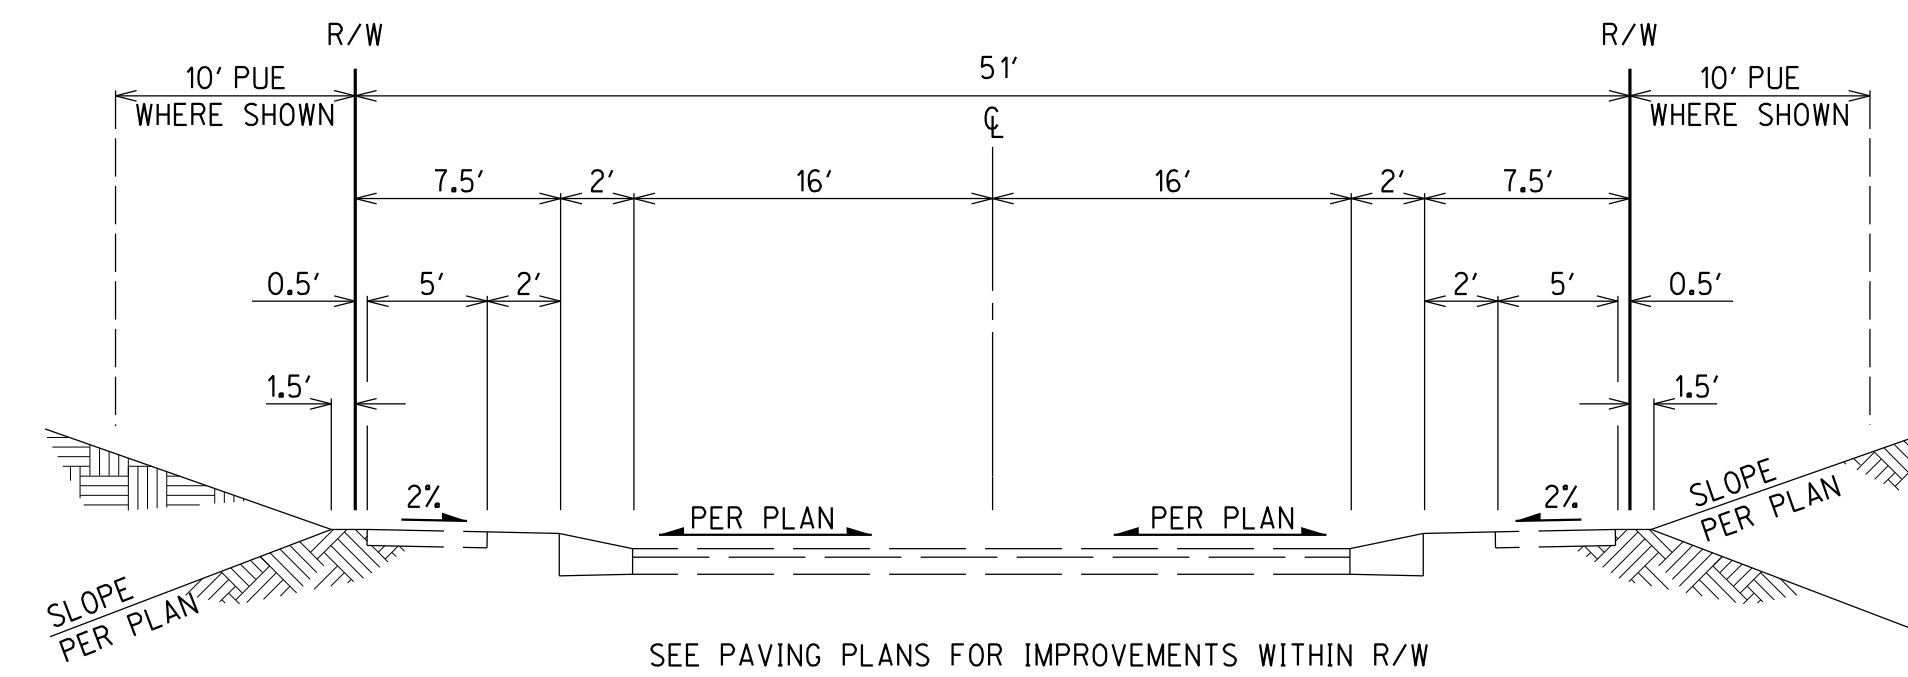 R/W
R/W
10' PUE
WHERE SHOWN
51'
10' PUE
WHERE SHOWN
℄
7.5'
2'
16'
16'
2'
7.5'
0.5'
5'
2'
2'
5'
0.5'
1.5'
1.5'
2%
PER PLAN
PER PLAN
2%
SLOPE
PER PLAN
SLOPE
PER PLAN
SEE PAVING PLANS FOR IMPROVEMENTS WITHIN R/W